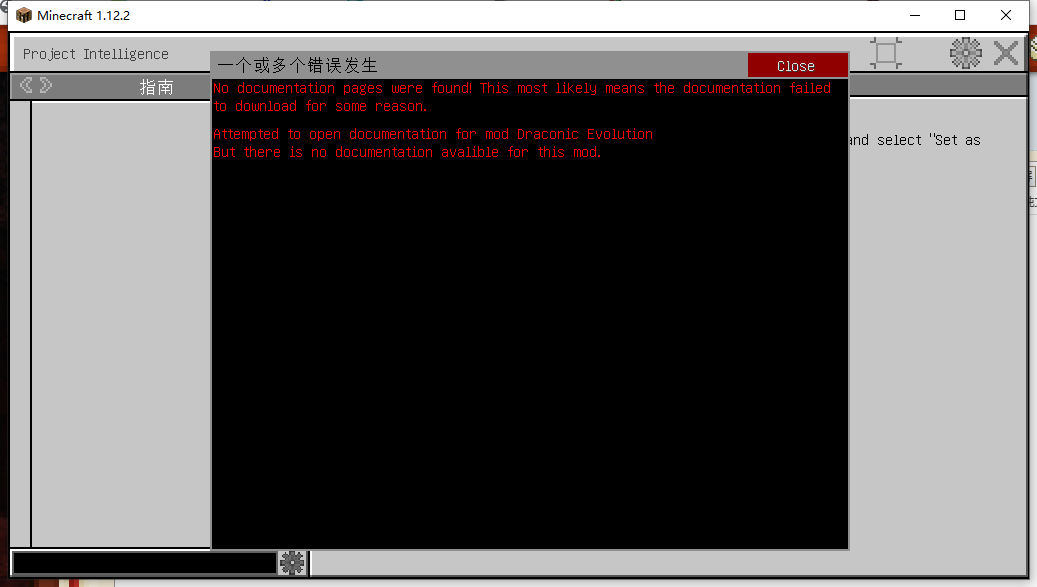 Minecraft 1.12.2
Project Intelligence
一个或多个错误发生
Close
指南
No documentation pages were found! This most likely means the documentation failed
to download for some reason.
Attempted to open documentation for mod Draconic Evolution
But there is no documentation avalible for this mod.
and select "Set as